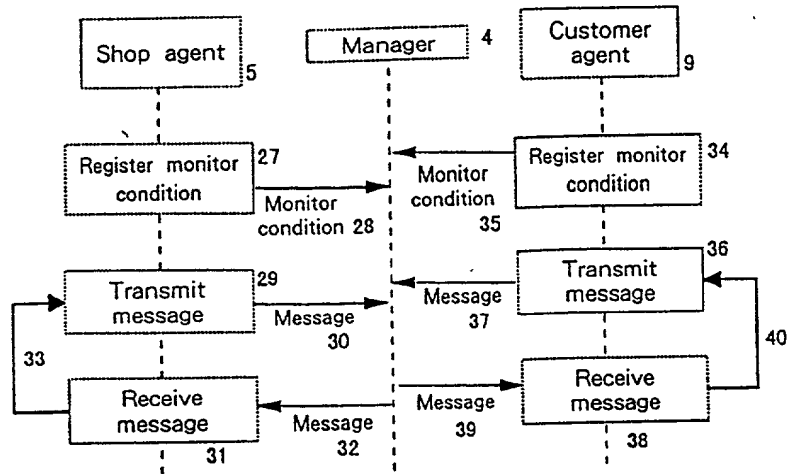 Shop agent
5
Manager
4
Customer
agent
9
Register monitor
condition
27
Monitor
condition 28
Register monitor
condition
34
Monitor
condition
35
Transmit
message
29
Message
30
Transmit
message
36
Message
37
33
Receive
message
31
Message
32
Message
39
Receive
message
38
40